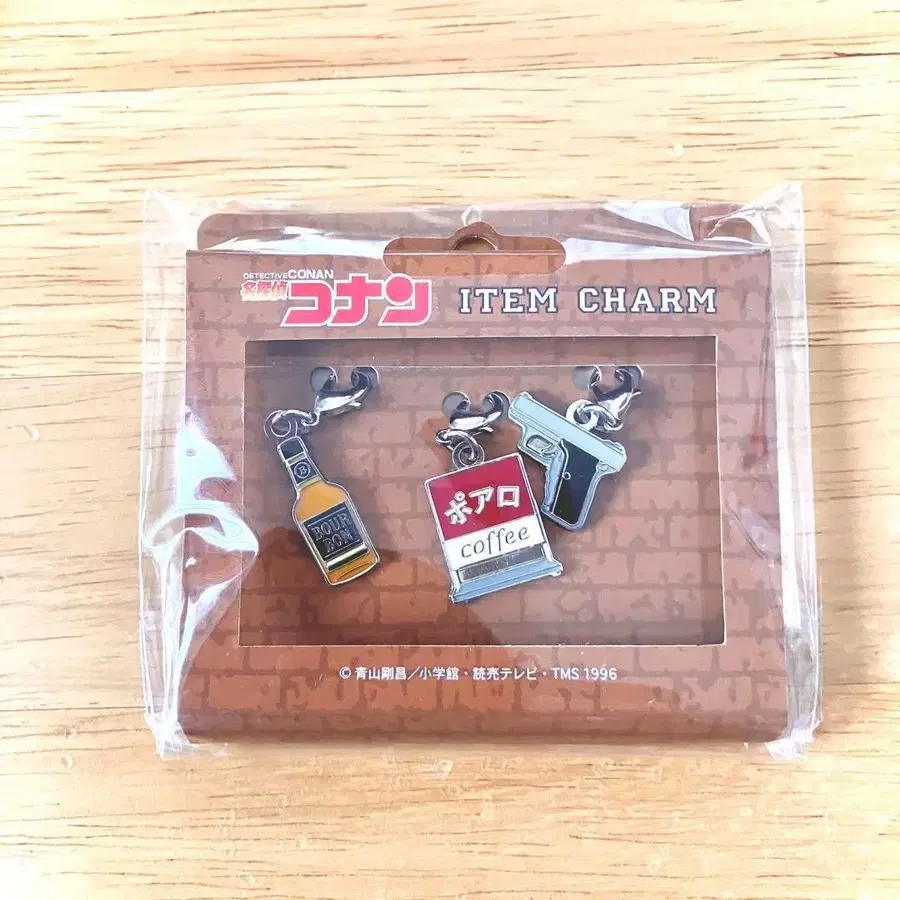 DETECTIVE CONAN
名探偵 コナン ITEM CHARM
B
BOUR
BON
ポアロ
coffee
© 青山剛昌／小学館・読売テレビ・TMS 1996